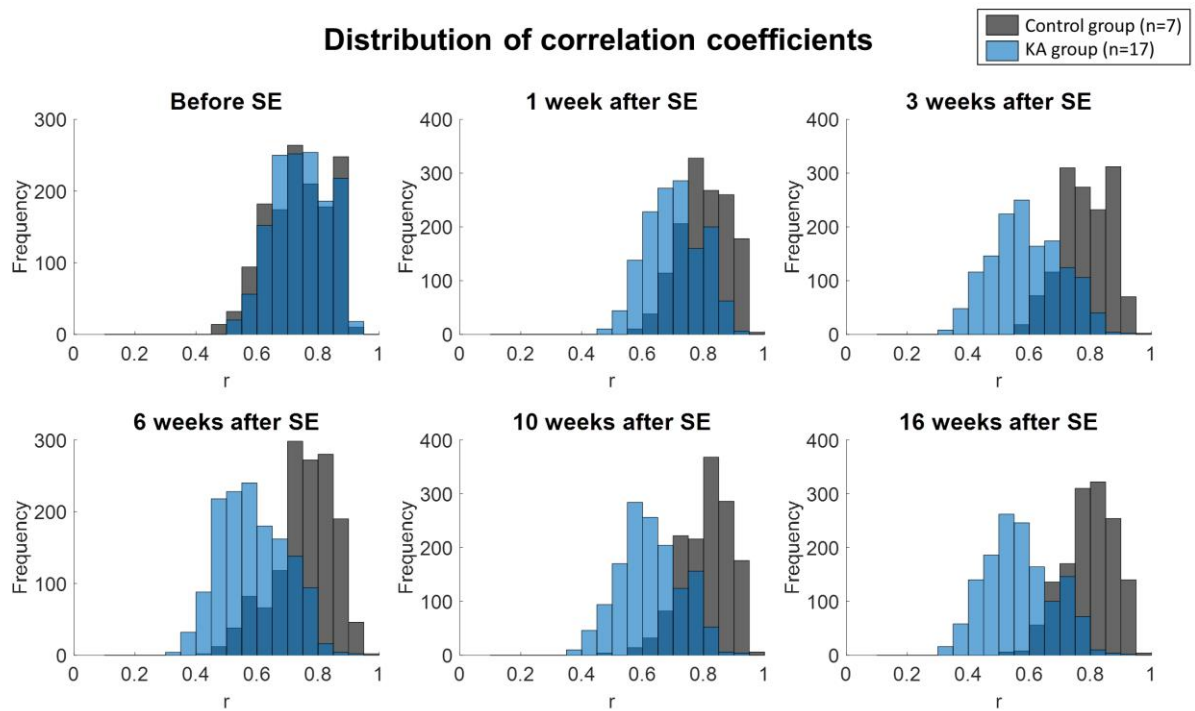 Distribution of correlation coefficients
Control group (n=7)
KA group (n=17)
Before SE
300
200
100
0
Frequency
0 0.2 0.4 0.6 0.8 1
r
1 week after SE
400
300
200
100
0
Frequency
0 0.2 0.4 0.6 0.8 1
r
3 weeks after SE
400
300
200
100
0
Frequency
0 0.2 0.4 0.6 0.8 1
r
6 weeks after SE
300
200
100
0
Frequency
0 0.2 0.4 0.6 0.8 1
r
10 weeks after SE
400
300
200
100
0
Frequency
0 0.2 0.4 0.6 0.8 1
r
16 weeks after SE
400
300
200
100
0
Frequency
0 0.2 0.4 0.6 0.8 1
r